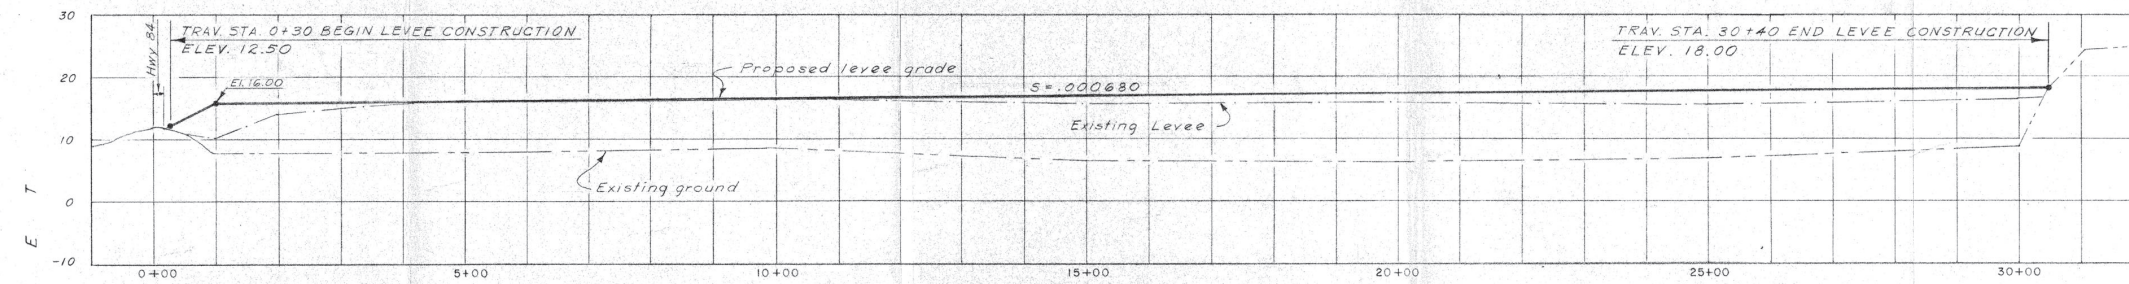 30
20
10
0
-10
E T
Hwy 84
TRAV. STA. 0+30 BEGIN LEVEE CONSTRUCTION
ELEV. 12.50
El. 16.00
Proposed levee grade
S = .000680
Existing Levee
Existing ground
TRAV. STA. 30+40 END LEVEE CONSTRUCTION
ELEV. 18.00
0+00
5+00
10+00
15+00
20+00
25+00
30+00